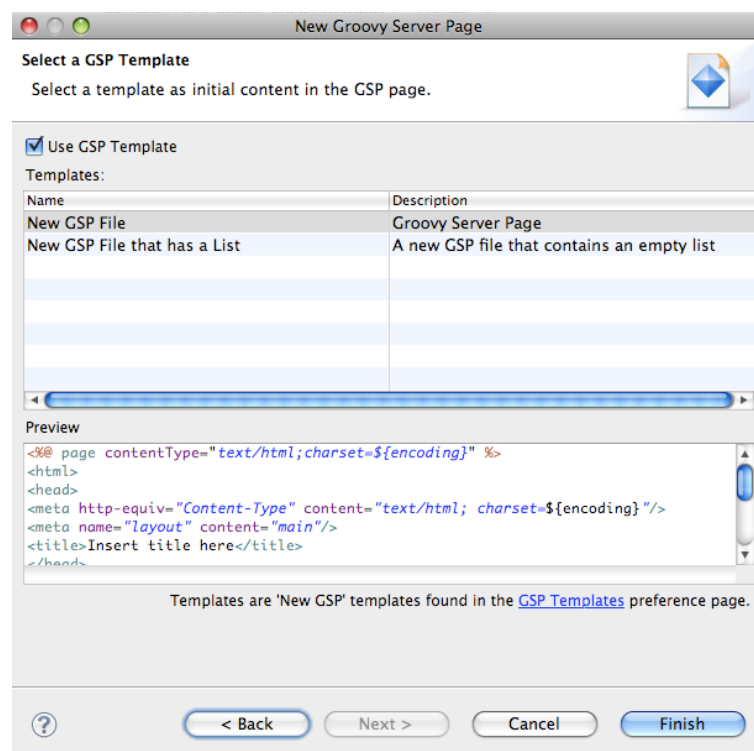 New Groovy Server Page
Select a GSP Template
Select a template as initial content in the GSP page.
Use GSP Template
Templates:
Name Description
New GSP File Groovy Server Page
New GSP File that has a List A new GSP file that contains an empty list
Preview
<%@ page contentType="text/html;charset=${encoding}" %>
<html>
<head>
<meta http-equiv="Content-Type" content="text/html; charset=${encoding}"/>
<meta name="layout" content="main"/>
<title>Insert title here</title>
</head>
Templates are 'New GSP' templates found in the GSP Templates preference page.
? < Back Next > Cancel Finish